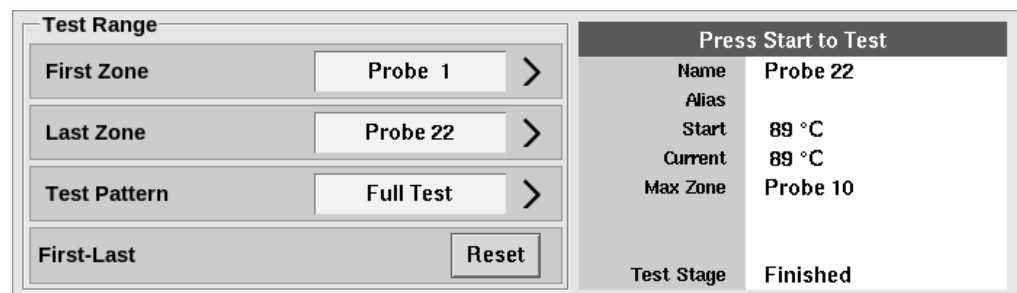 Test Range
First Zone Probe 1
Last Zone Probe 22
Test Pattern Full Test
First-Last Reset
Press Start to Test
Name Probe 22
Alias
Start 89 °C
Current 89 °C
Max Zone Probe 10
Test Stage Finished